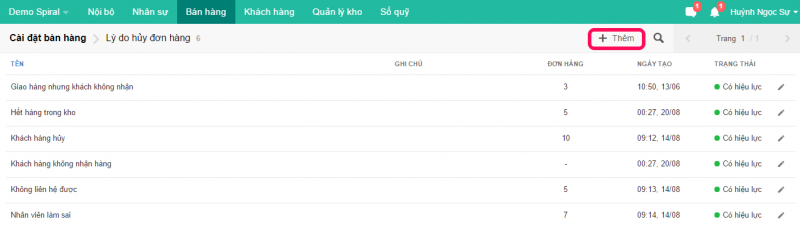 Demo Spiral Nội bộ Nhân sự Bán hàng Khách hàng Quản lý kho Sổ quỹ 1 1 Huỳnh Ngọc Sự
Cài đặt bán hàng Lý do hủy đơn hàng 6 + Thêm Trang 1 / 1
TÊN GHI CHÚ ĐƠN HÀNG NGÀY TẠO TRẠNG THÁI
Giao hàng nhưng khách không nhận 3 10:50, 13/06 Có hiệu lực
Hết hàng trong kho 5 00:27, 20/08 Có hiệu lực
Khách hàng hủy 10 09:12, 14/08 Có hiệu lực
Khách hàng không nhận hàng - 00:27, 20/08 Có hiệu lực
Không liên hệ được 5 09:13, 14/08 Có hiệu lực
Nhân viên làm sai 7 09:14, 14/08 Có hiệu lực